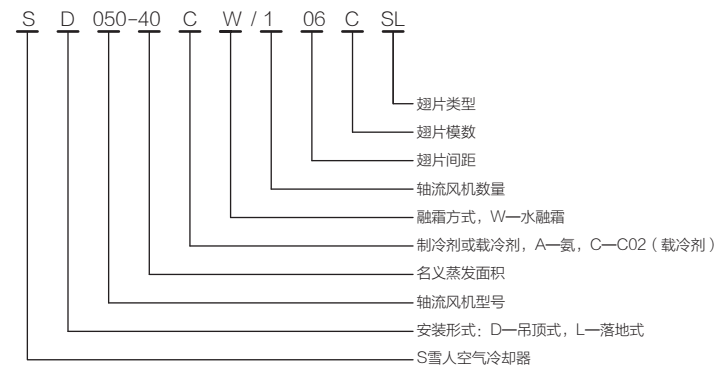 S D 050-40 C W / 1 06 C SL
翅片类型
翅片模数
翅片间距
轴流风机数量
融霜方式，W—水融霜
制冷剂或载冷剂，A—氨，C—C02（载冷剂）
名义蒸发面积
轴流风机型号
安装形式：D—吊顶式，L—落地式
S雪人空气冷却器